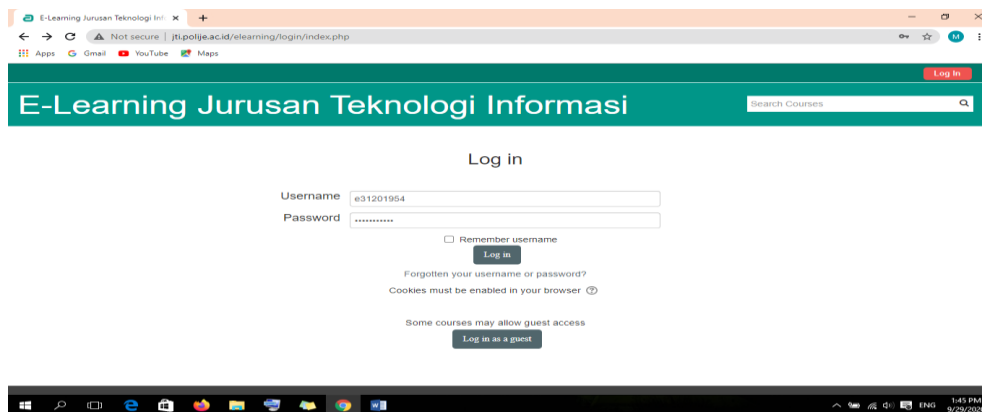 E-Learning Jurusan Teknologi Inf
Not secure | jti.polije.ac.id/elearning/login/index.php
M
Apps Gmail YouTube Maps
Log In
E-Learning Jurusan Teknologi Informasi
Search Courses
Log in
Username e31201954
Password ...........
Remember username
Log in
Forgotten your username or password?
Cookies must be enabled in your browser
Some courses may allow guest access
Log in as a guest
ENG
1:45 PM
9/29/2020